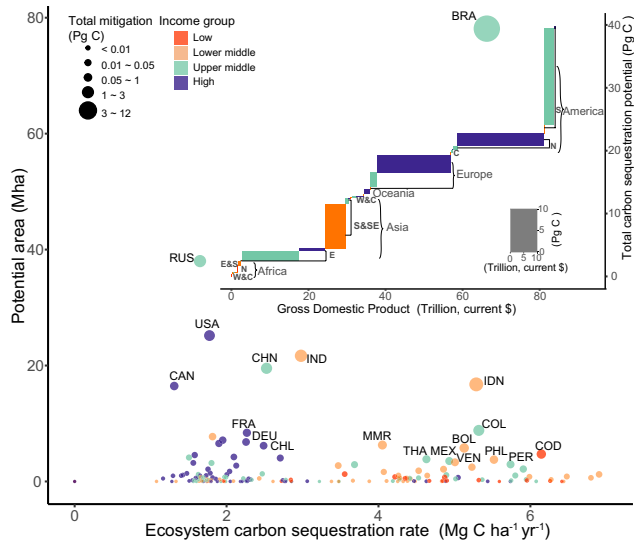 Total mitigation
(Pg C)
< 0.01
0.01 ~ 0.05
0.05 ~ 1
1 ~ 3
3 ~ 12
Income group
Low
Lower middle
Upper middle
High
Potential area (Mha)
80
60
40
20
0
0
2
4
6
Ecosystem carbon sequestration rate (Mg C ha⁻¹ yr⁻¹)
BRA
RUS
USA
CAN
CHN
IND
IDN
FRA
DEU
CHL
MMR
COL
THA
MEX
BOL
VEN
PHL
PER
COD
Total carbon sequestration potential (Pg C)
40
30
20
10
0
S
America
N
C
Europe
Oceania
W&C
S&SE
Asia
E
E&S
N
W&C
Africa
10
5
0
(Pg C)
0 5 10
(Trillion, current $)
0
20
40
60
80
Gross Domestic Product (Trillion, current $)